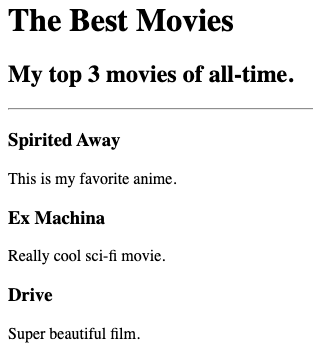 The Best Movies
My top 3 movies of all-time.
Spirited Away
This is my favorite anime.
Ex Machina
Really cool sci-fi movie.
Drive
Super beautiful film.